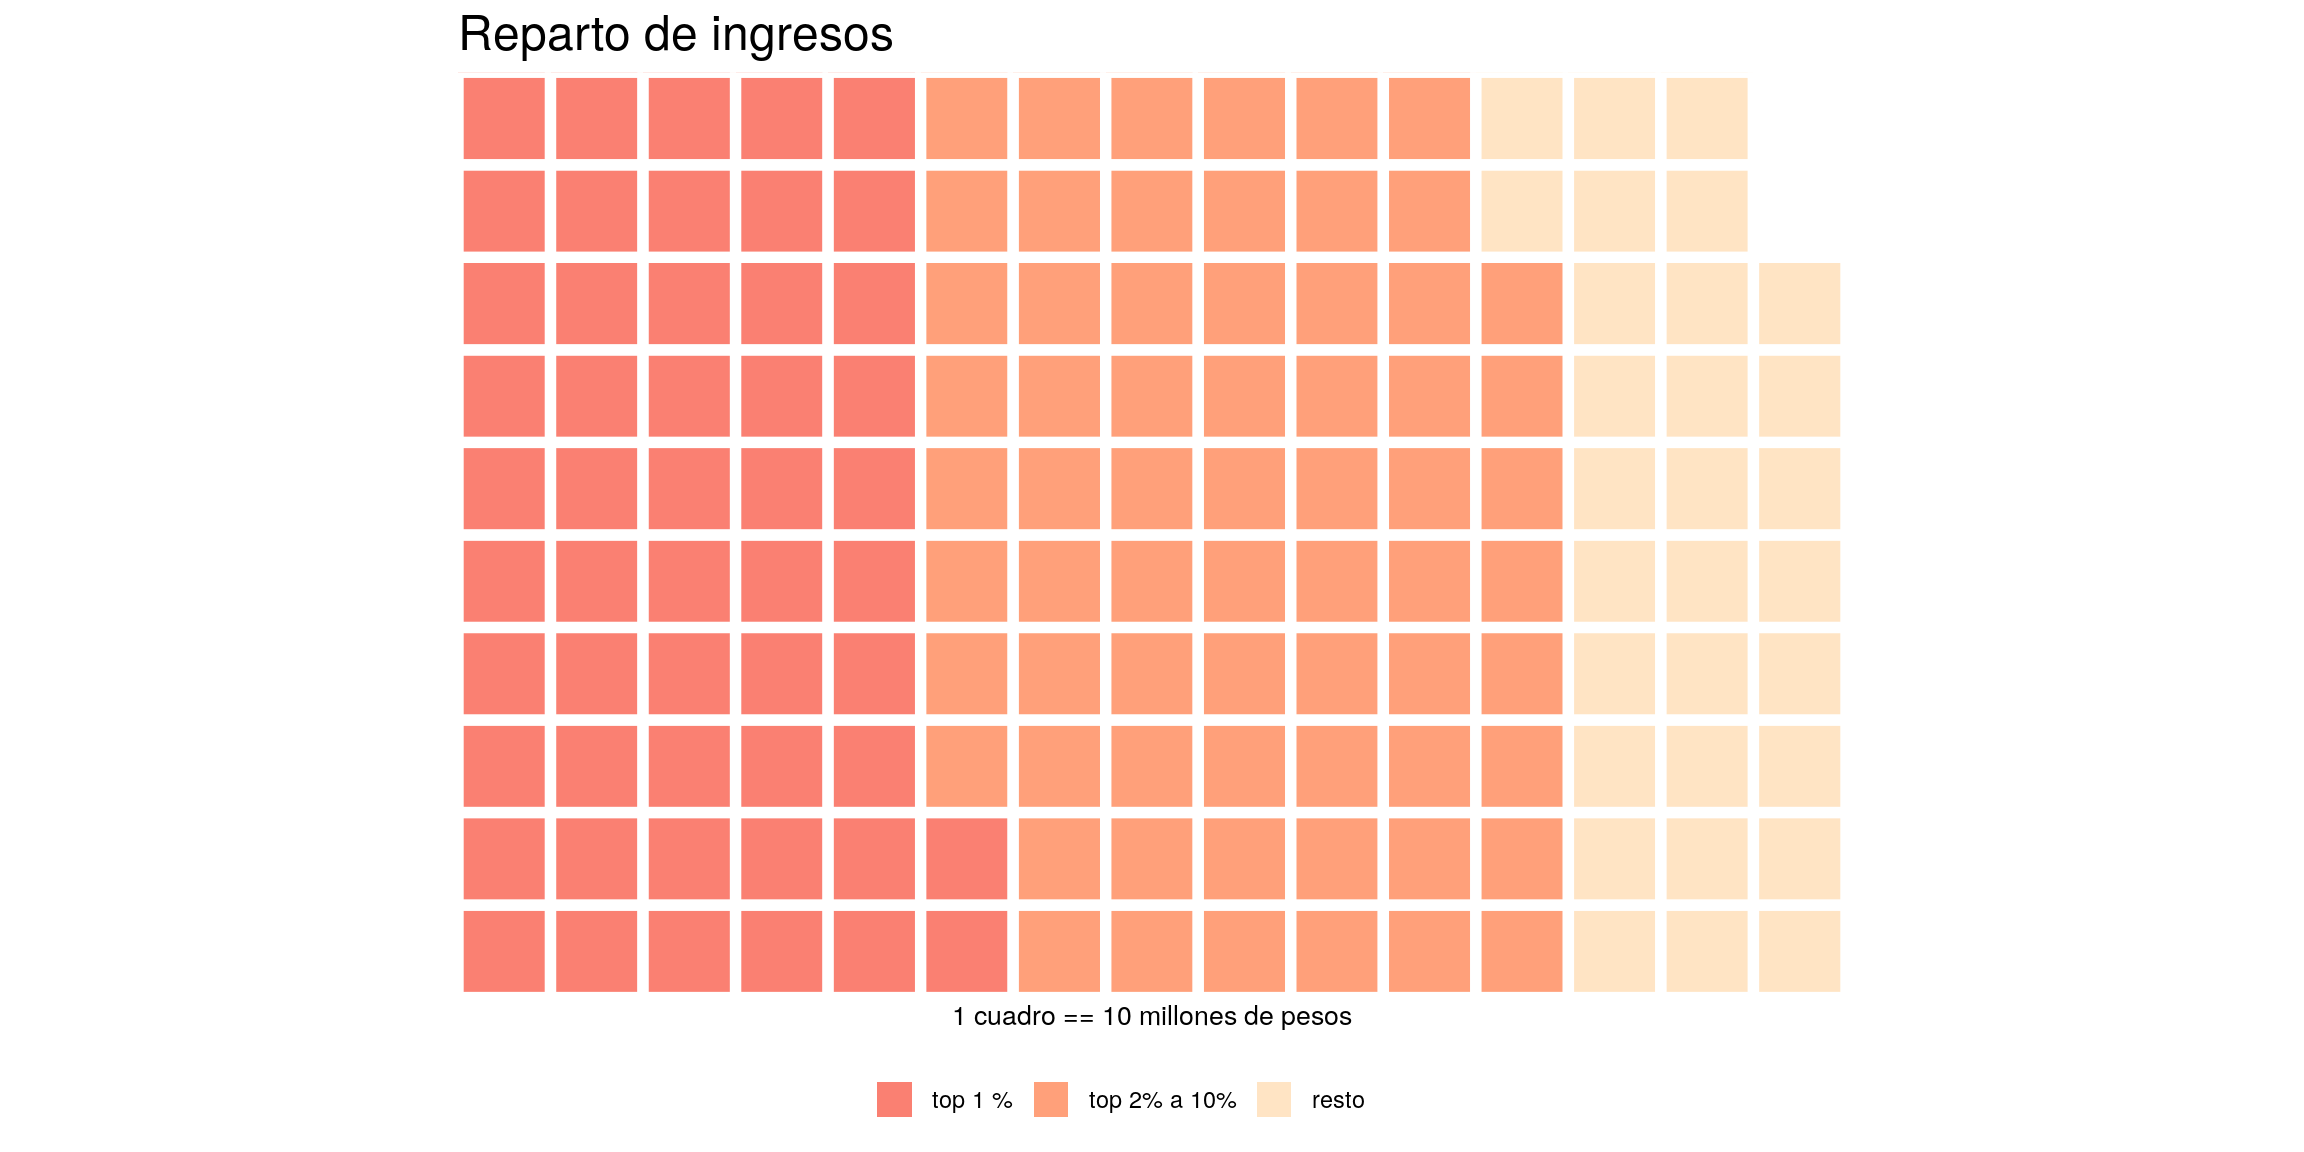 Reparto de ingresos
1 cuadro == 10 millones de pesos
top 1 % top 2% a 10% resto